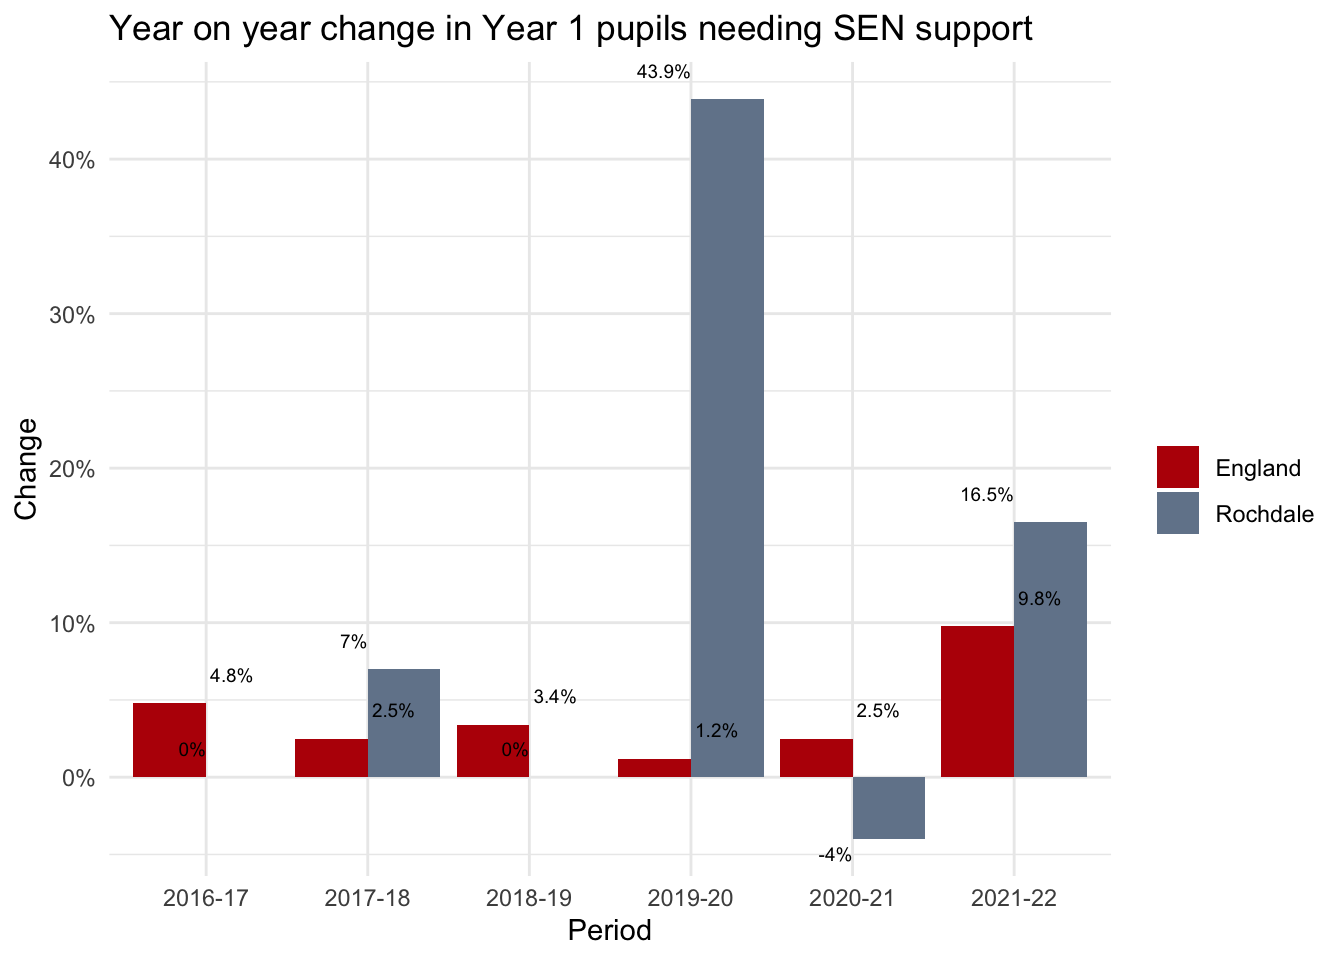 Year on year change in Year 1 pupils needing SEN support
43.9%
40%
30%
Change
20%
16.5%
England
Rochdale
9.8%
10%
7%
4.8%
2.5%
3.4%
2.5%
1.2%
0%
0%
0%
-4%
2016-17 2017-18 2018-19 2019-20 2020-21 2021-22
Period